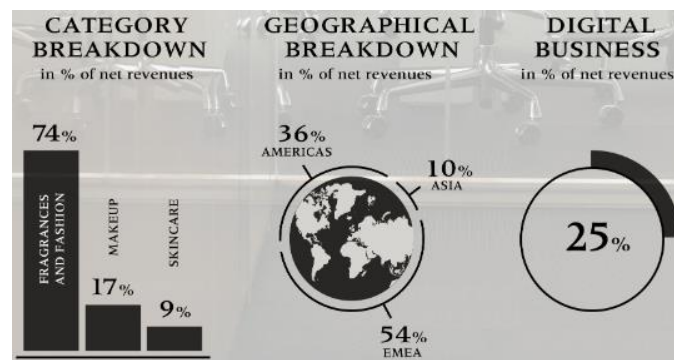 CATEGORY
BREAKDOWN
in % of net revenues
74%
FRAGRANCES
AND FASHION
MAKEUP
17%
SKINCARE
9%
GEOGRAPHICAL
BREAKDOWN
in % of net revenues
36%
AMERICAS
10%
ASIA
54%
EMEA
DIGITAL
BUSINESS
in % of net revenues
25%